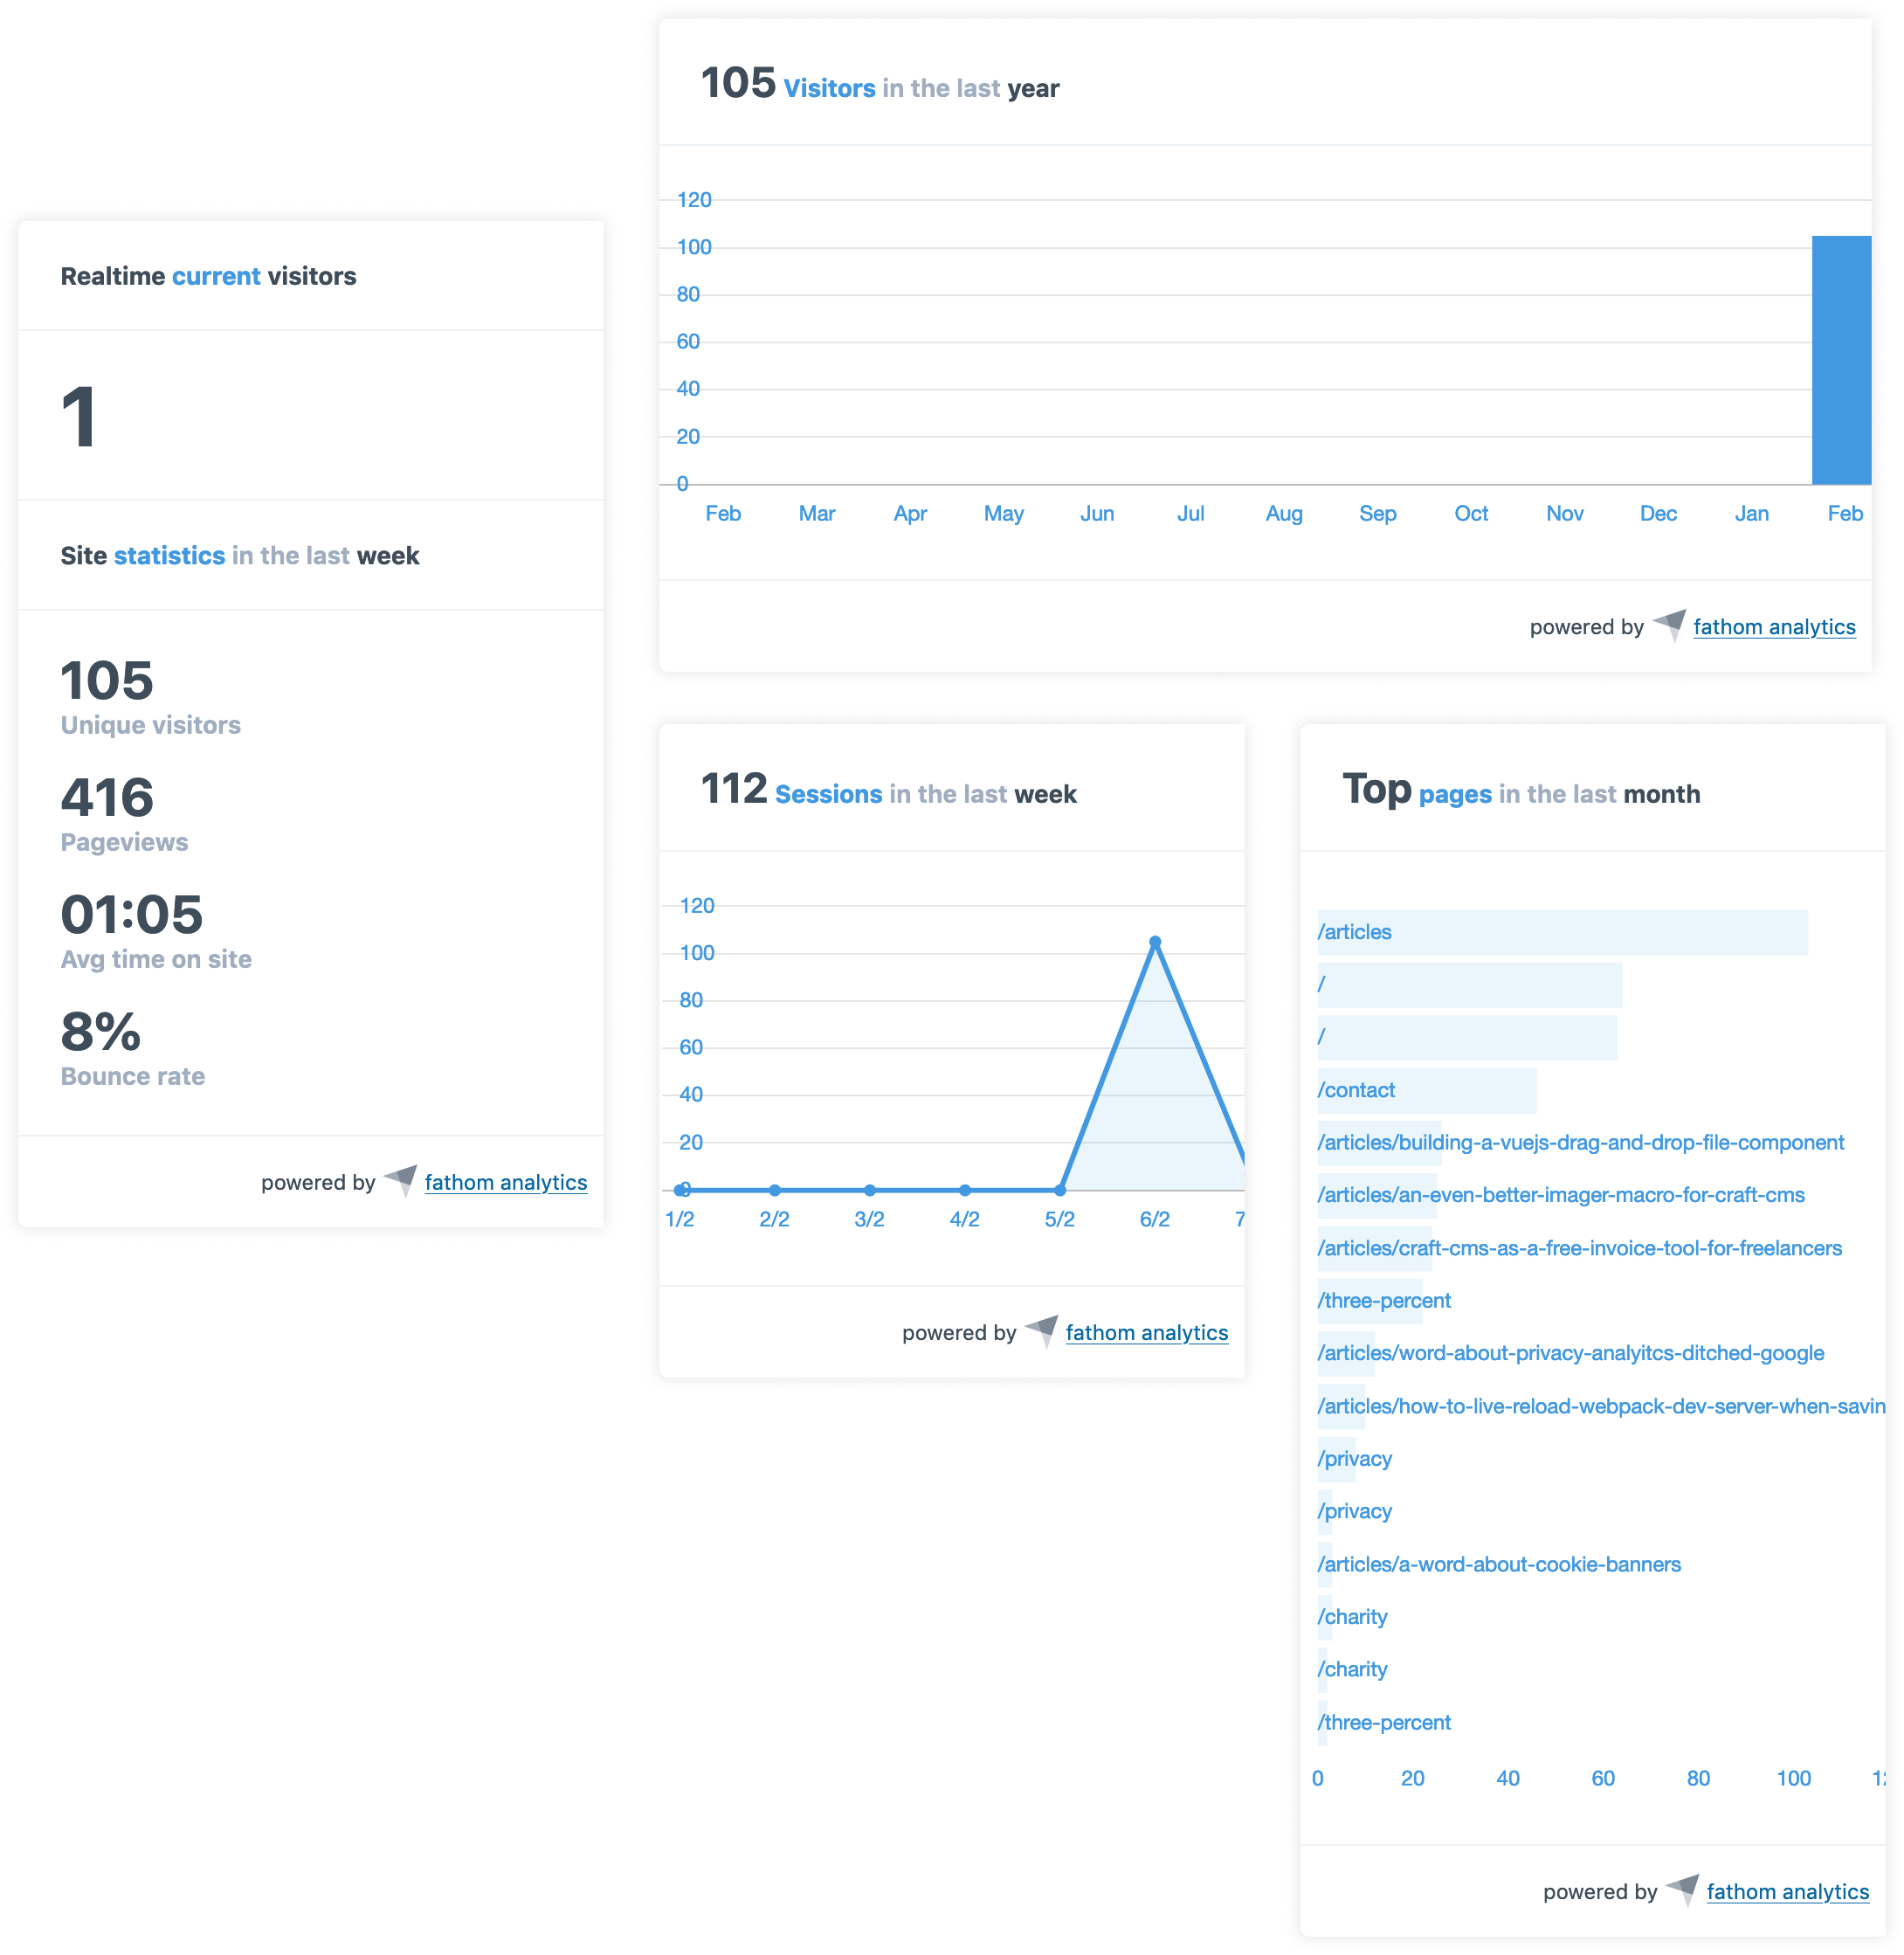 Realtime current visitors
1
Site statistics in the last week
105
Unique visitors
416
Pageviews
01:05
Avg time on site
8%
Bounce rate
powered by fathom analytics
105 Visitors in the last year
120
100
80
60
40
20
0
Feb Mar Apr May Jun Jul Aug Sep Oct Nov Dec Jan Feb
powered by fathom analytics
112 Sessions in the last week
120
100
80
60
40
20
0
1/2 2/2 3/2 4/2 5/2 6/2 7
powered by fathom analytics
Top pages in the last month
/articles
/
/
/contact
/articles/building-a-vuejs-drag-and-drop-file-component
/articles/an-even-better-imager-macro-for-craft-cms
/articles/craft-cms-as-a-free-invoice-tool-for-freelancers
/three-percent
/articles/word-about-privacy-analyitcs-ditched-google
/articles/how-to-live-reload-webpack-dev-server-when-savin
/privacy
/privacy
/articles/a-word-about-cookie-banners
/charity
/charity
/three-percent
0 20 40 60 80 100
powered by fathom analytics